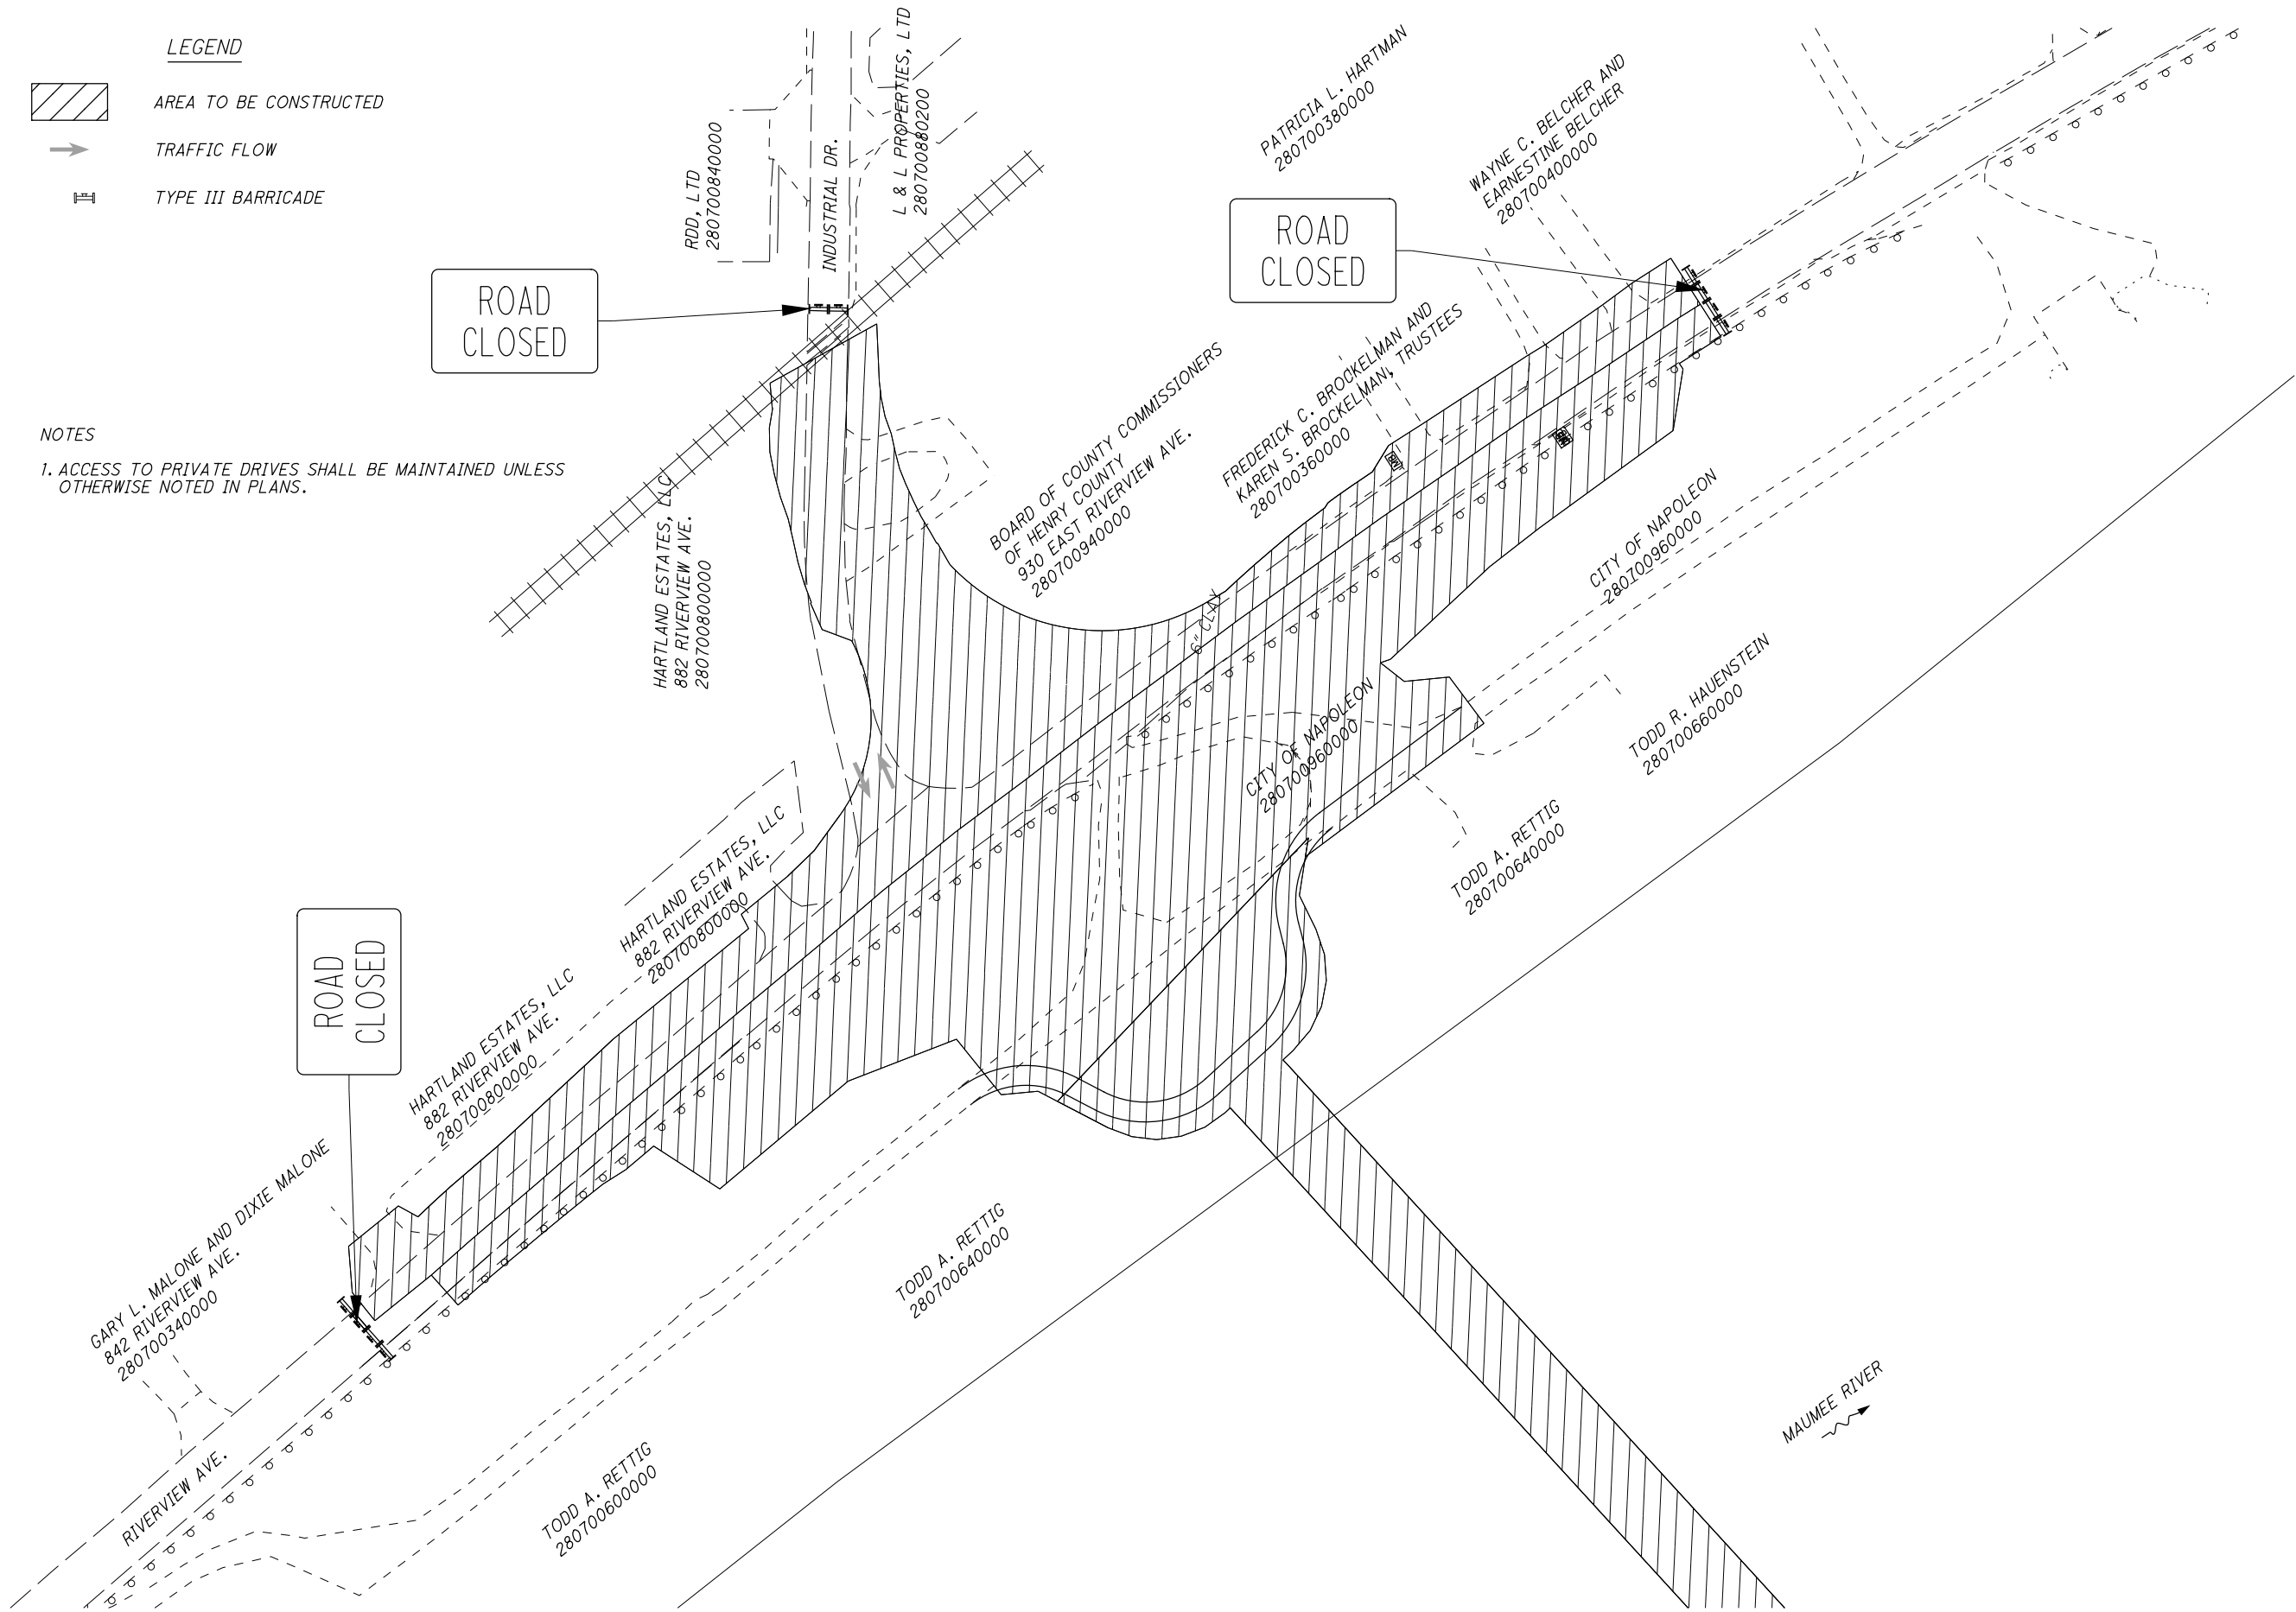 LEGEND
AREA TO BE CONSTRUCTED
TRAFFIC FLOW
TYPE III BARRICADE
NOTES
1. ACCESS TO PRIVATE DRIVES SHALL BE MAINTAINED UNLESS
OTHERWISE NOTED IN PLANS.
ROAD
CLOSED
RDD, LTD
280700840000
INDUSTRIAL DR.
L & L PROPERTIES, LTD
280700880200
PATRICIA L. HARTMAN
280700380000
WAYNE C. BELCHER AND
EARNESTINE BELCHER
280700400000
ROAD
CLOSED
HARTLAND ESTATES, LLC
882 RIVERVIEW AVE.
280700800000
BOARD OF COUNTY COMMISSIONERS
OF HENRY COUNTY
930 EAST RIVERVIEW AVE.
280700940000
FREDERICK C. BROCKELMAN AND
KAREN S. BROCKELMAN, TRUSTEES
280700360000
6" CLAY
CITY OF NAPOLEON
280700960000
CITY OF NAPOLEON
280700960000
TODD R. HAUENSTEIN
280700660000
TODD A. RETTIG
280700640000
HARTLAND ESTATES, LLC
882 RIVERVIEW AVE.
280700800000
HARTLAND ESTATES, LLC
882 RIVERVIEW AVE.
280700800000
ROAD
CLOSED
GARY L. MALONE AND DIXIE MALONE
842 RIVERVIEW AVE.
280700340000
RIVERVIEW AVE.
TODD A. RETTIG
280700640000
TODD A. RETTIG
280700600000
MAUMEE RIVER